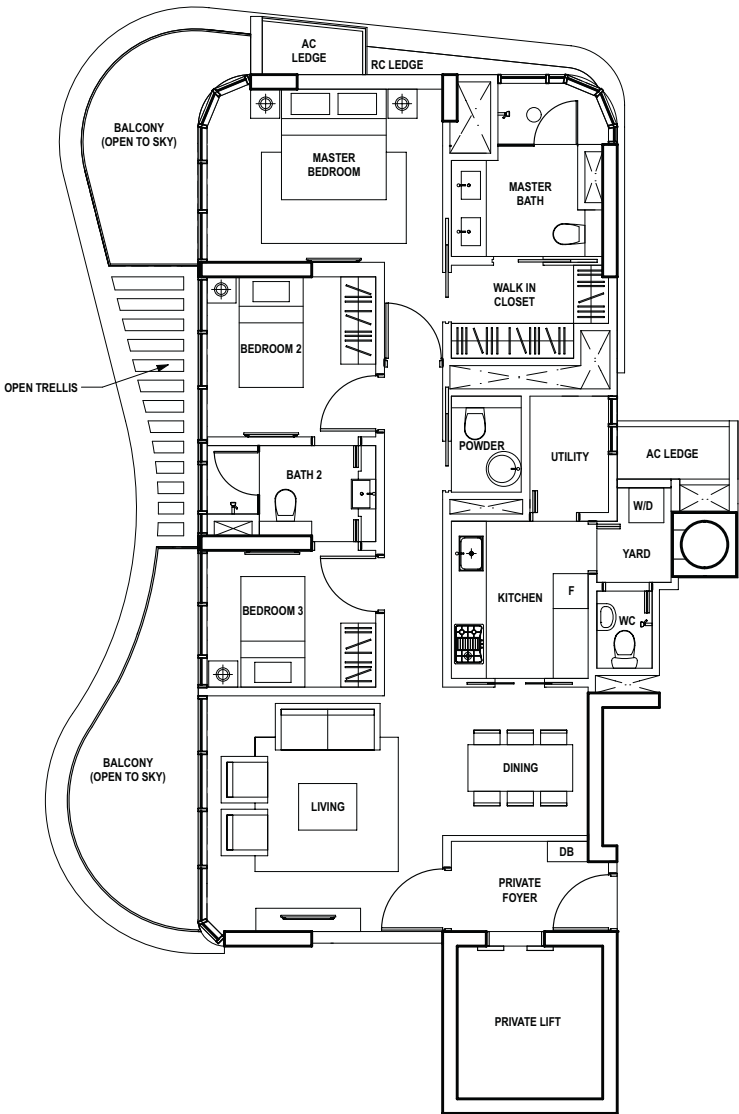 AC
LEDGE
RC LEDGE
BALCONY
(OPEN TO SKY)
MASTER
BEDROOM
MASTER
BATH
WALK IN
CLOSET
BEDROOM 2
OPEN TRELLIS
POWDER
UTILITY
AC LEDGE
BATH 2
W/D
YARD
KITCHEN
F
BEDROOM 3
WC
BALCONY
(OPEN TO SKY)
DINING
LIVING
DB
PRIVATE
FOYER
PRIVATE LIFT